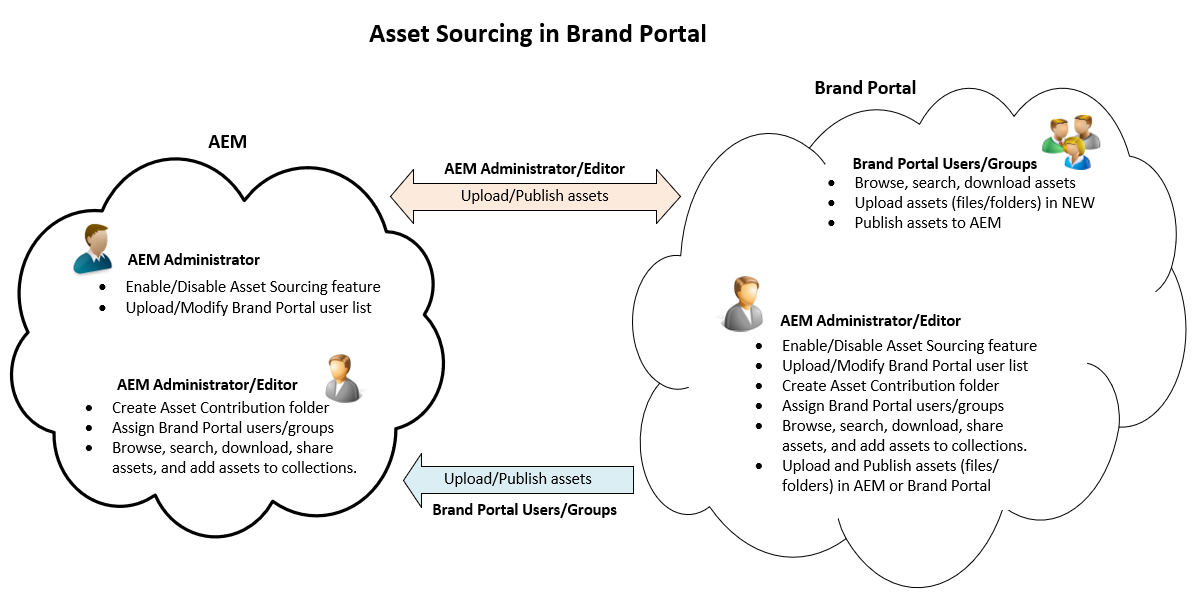 Asset Sourcing in Brand Portal
AEM
AEM Administrator
• Enable/Disable Asset Sourcing feature
• Upload/Modify Brand Portal user list
AEM Administrator/Editor
• Create Asset Contribution folder
• Assign Brand Portal users/groups
• Browse, search, download, share
assets, and add assets to collections.
AEM Administrator/Editor
Upload/Publish assets
Upload/Publish assets
Brand Portal Users/Groups
Brand Portal
Brand Portal Users/Groups
• Browse, search, download assets
• Upload assets (files/folders) in NEW
• Publish assets to AEM
AEM Administrator/Editor
• Enable/Disable Asset Sourcing feature
• Upload/Modify Brand Portal user list
• Create Asset Contribution folder
• Assign Brand Portal users/groups
• Browse, search, download, share
assets, and add assets to collections.
• Upload and Publish assets (files/
folders) in AEM or Brand Portal